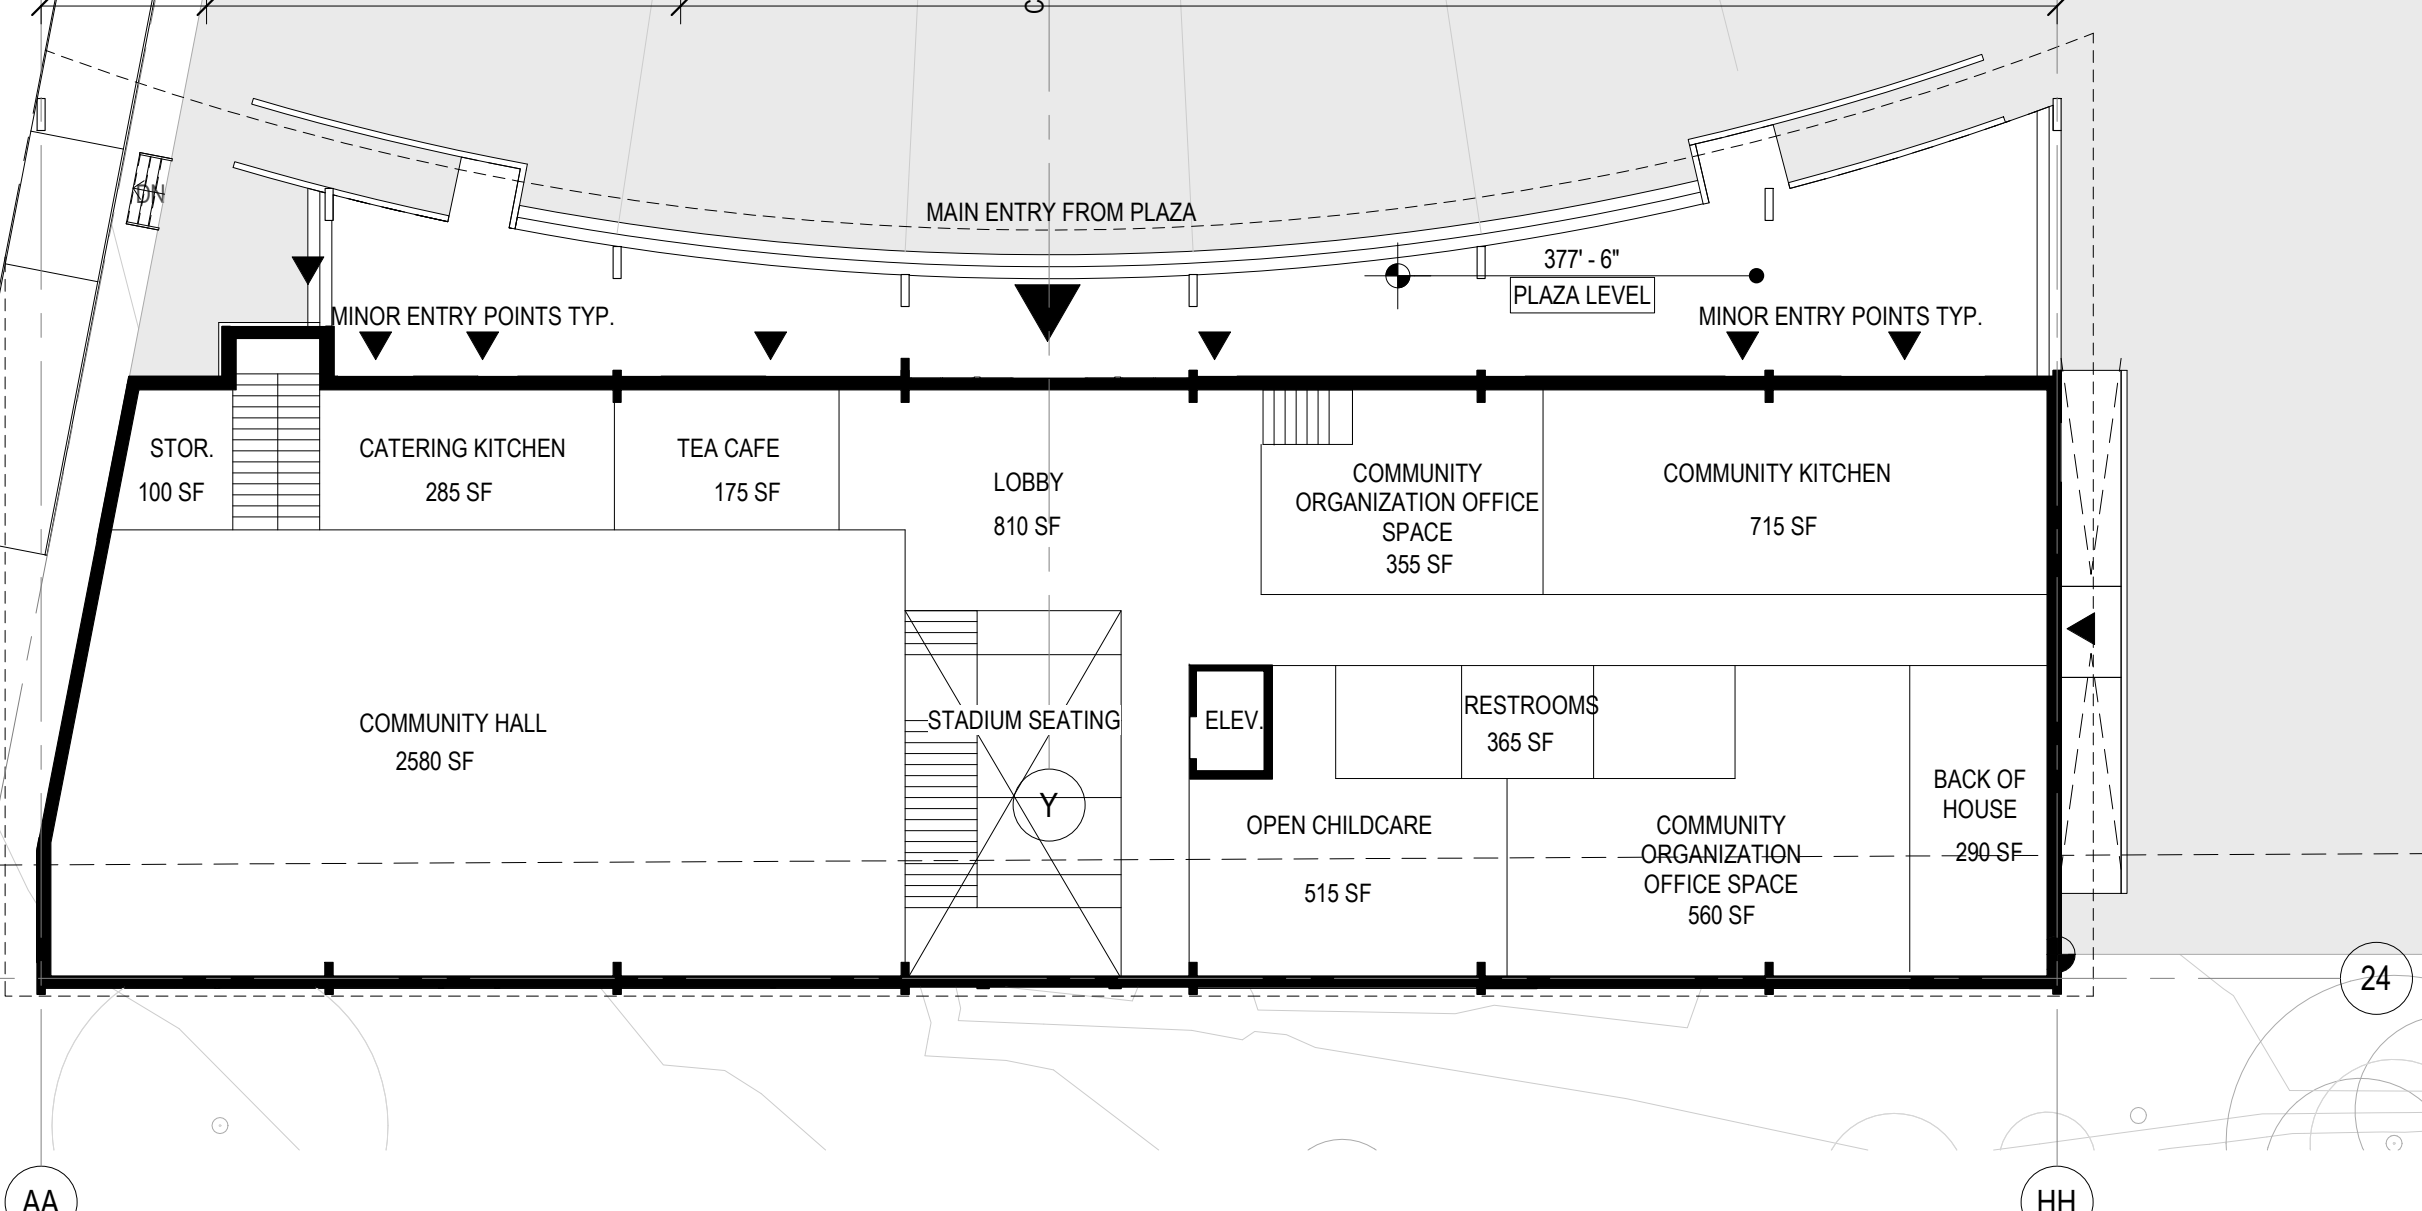 C
DN
MAIN ENTRY FROM PLAZA
377' - 6"
PLAZA LEVEL
MINOR ENTRY POINTS TYP.
MINOR ENTRY POINTS TYP.
STOR.
100 SF
CATERING KITCHEN
285 SF
TEA CAFE
175 SF
LOBBY
810 SF
COMMUNITY
ORGANIZATION OFFICE
SPACE
355 SF
COMMUNITY KITCHEN
715 SF
COMMUNITY HALL
2580 SF
STADIUM SEATING
Y
ELEV.
RESTROOMS
365 SF
OPEN CHILDCARE
515 SF
COMMUNITY
ORGANIZATION
OFFICE SPACE
560 SF
BACK OF
HOUSE
290 SF
24
AA
HH